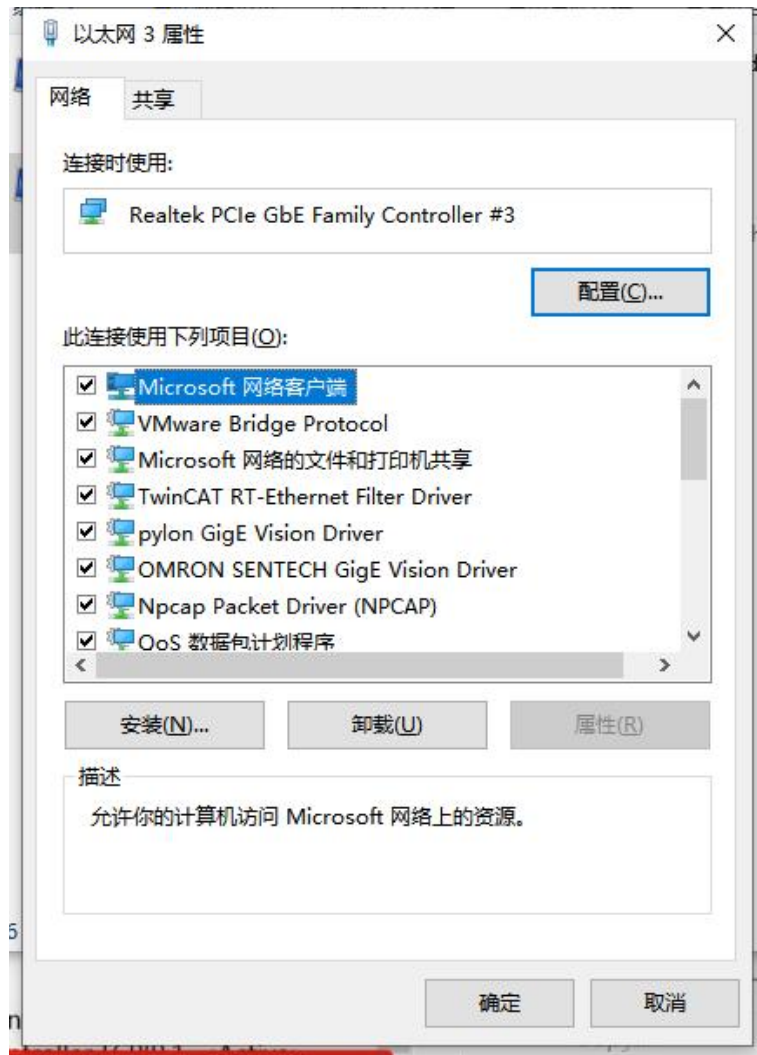 以太网 3 属性
网络
共享
连接时使用:
Realtek PCIe GbE Family Controller #3
配置(C)...
此连接使用下列项目(O):
Microsoft 网络客户端
VMware Bridge Protocol
Microsoft 网络的文件和打印机共享
TwinCAT RT-Ethernet Filter Driver
pylon GigE Vision Driver
OMRON SENTECH GigE Vision Driver
Npcap Packet Driver (NPCAP)
QoS 数据包计划程序
安装(N)...
卸载(U)
属性(R)
描述
允许你的计算机访问 Microsoft 网络上的资源。
确定
取消